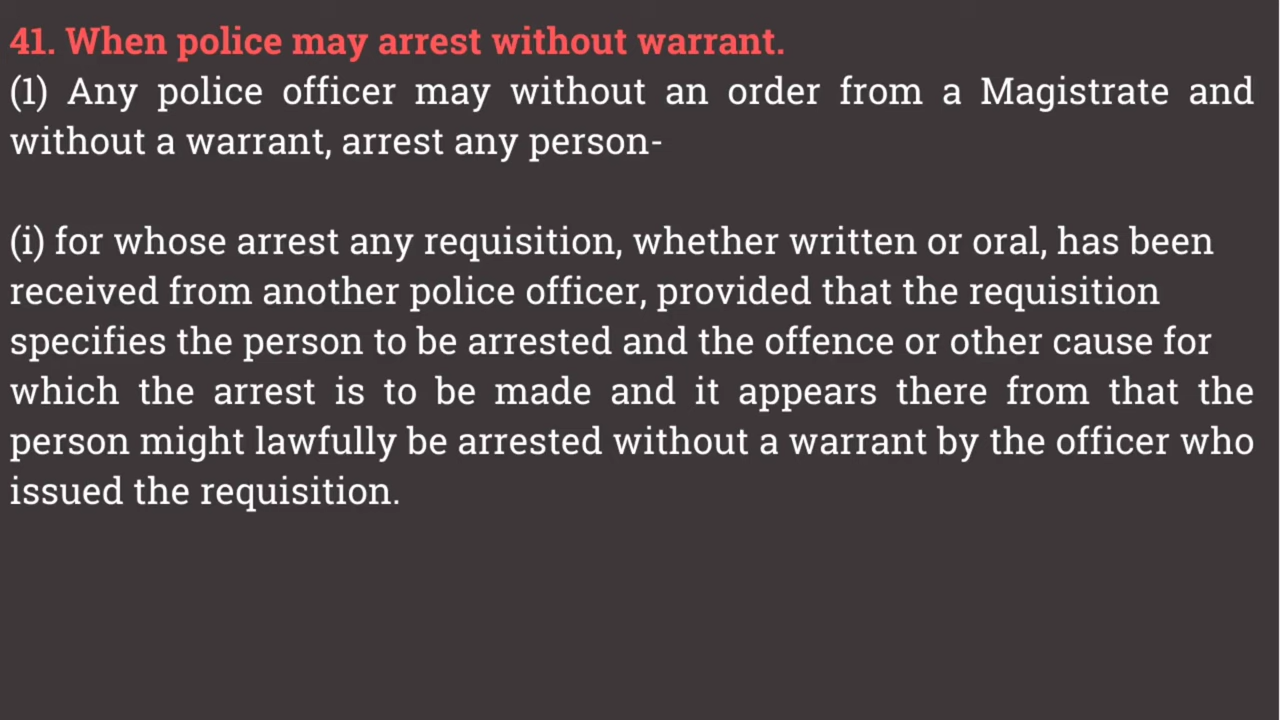 41. When police may arrest without warrant.
(1) Any police officer may without an order from a Magistrate and
without a warrant, arrest any person-
(i) for whose arrest any requisition, whether written or oral, has been
received from another police officer, provided that the requisition
specifies the person to be arrested and the offence or other cause for
which the arrest is to be made and it appears there from that the
person might lawfully be arrested without a warrant by the officer who
issued the requisition.